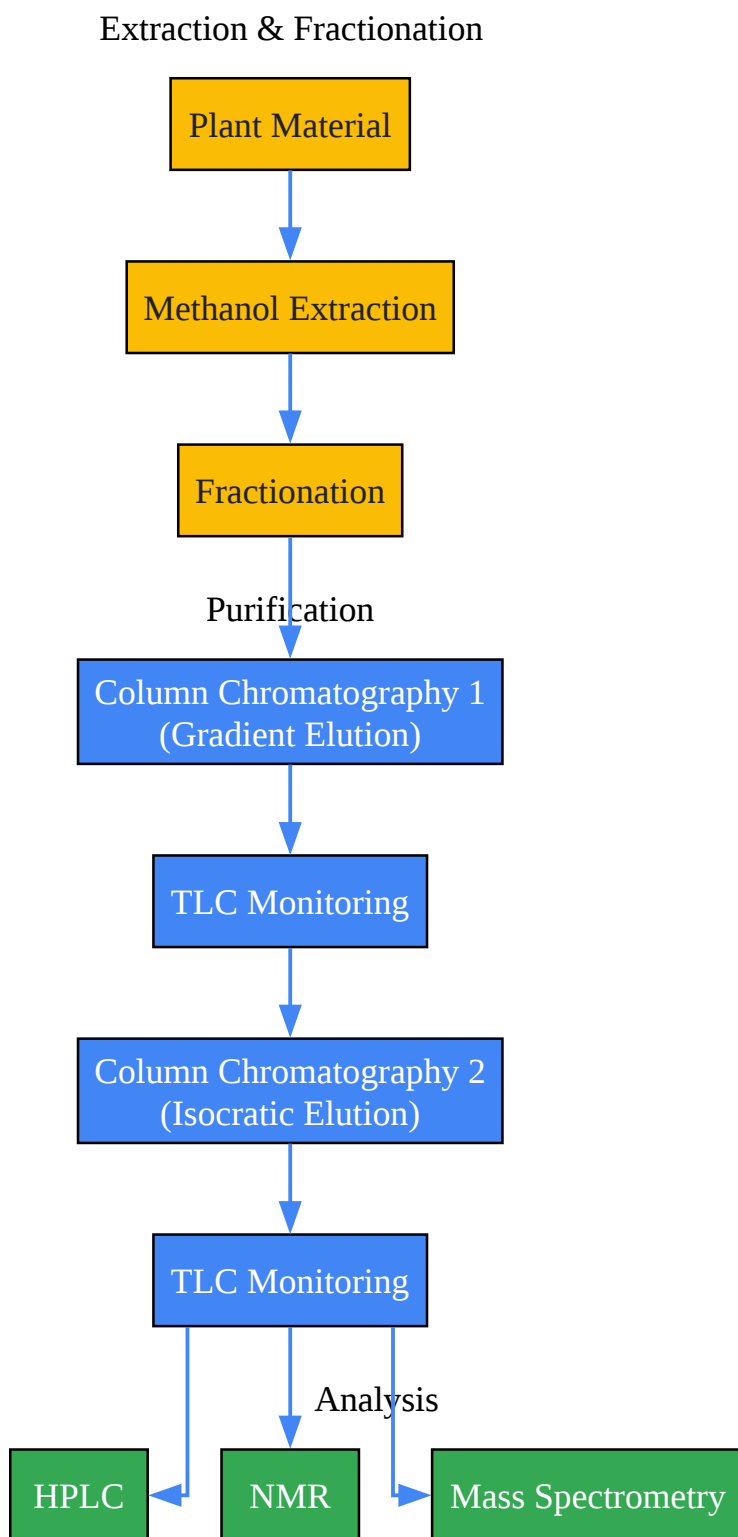 Extraction & Fractionation
Plant Material
Methanol Extraction
Fractionation
Purification
Column Chromatography 1
(Gradient Elution)
TLC Monitoring
Column Chromatography 2
(Isocratic Elution)
TLC Monitoring
Analysis
HPLC
NMR
Mass Spectrometry